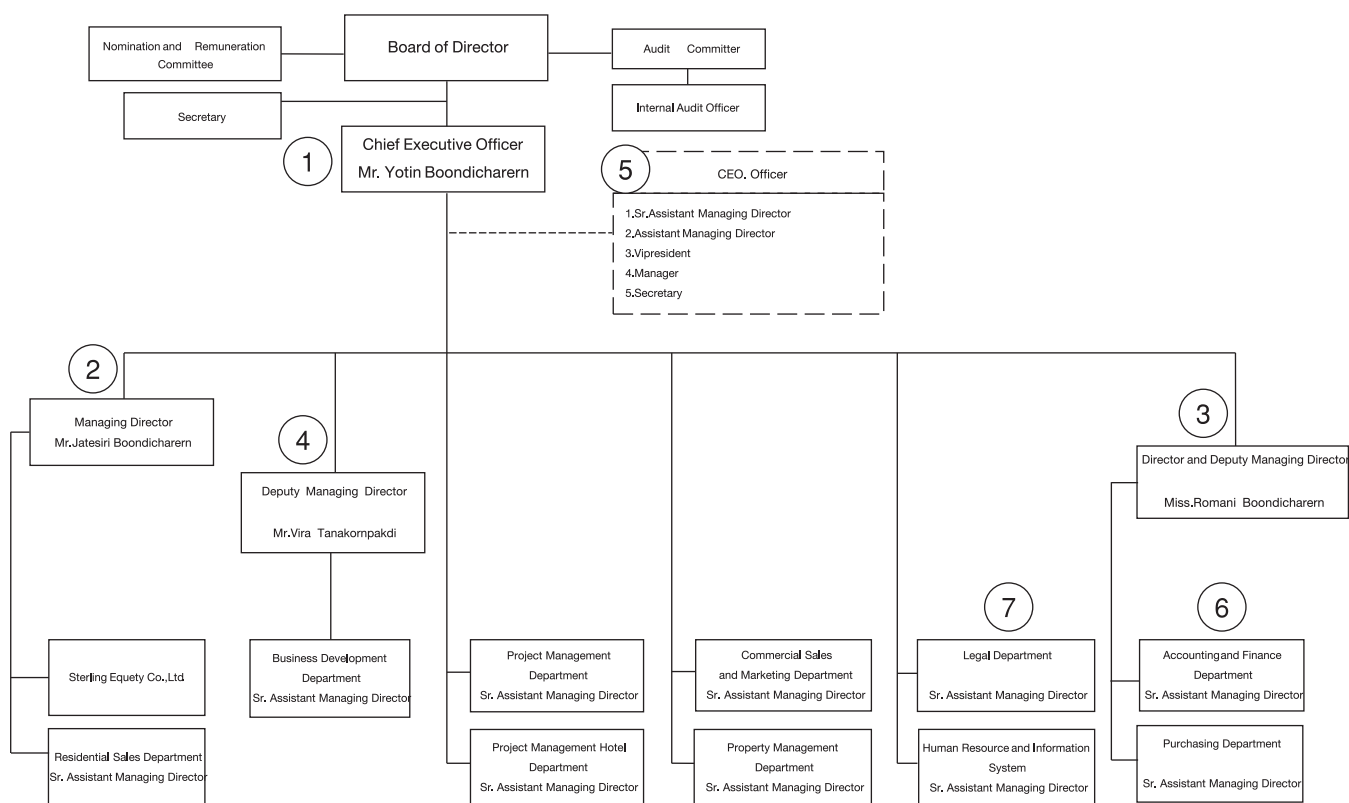 Board of Director
Nomination and Remuneration
Committee
Audit Committer
Secretary
Internal Audit Officer
1
Chief Executive Officer
Mr. Yotin Boondicharern
5
CEO. Officer
1.Sr.Assistant Managing Director
2.Assistant Managing Director
3.Vipresident
4.Manager
5.Secretary
2
Managing Director
Mr.Jatesiri Boondicharern
4
Deputy Managing Director
Mr.Vira Tanakornpakdi
3
Director and Deputy Managing Director
Miss.Romani Boondicharern
7
6
Sterling Equety Co.,Ltd.
Business Development
Department
Sr. Assistant Managing Director
Project Management
Department
Sr. Assistant Managing Director
Commercial Sales
and Marketing Department
Sr. Assistant Managing Director
Legal Department
Sr. Assistant Managing Director
Accounting and Finance
Department
Sr. Assistant Managing Director
Residential Sales Department
Sr. Assistant Managing Director
Project Management Hotel
Department
Sr. Assistant Managing Director
Property Management
Department
Sr. Assistant Managing Director
Human Resource and Information
System
Sr. Assistant Managing Director
Purchasing Department
Sr. Assistant Managing Director